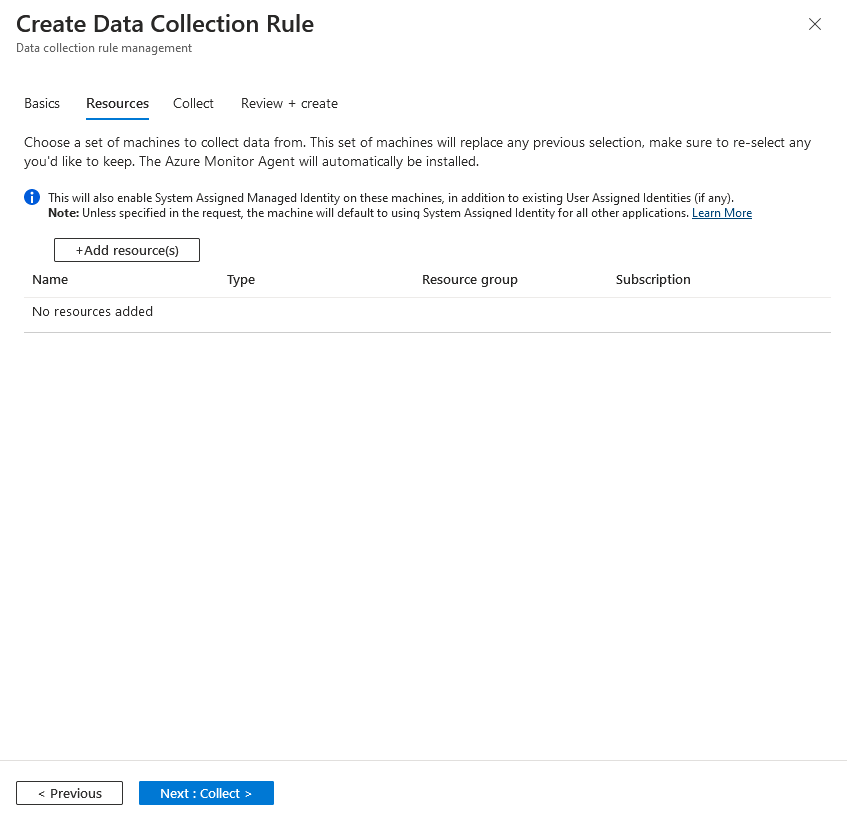 Create Data Collection Rule
Data collection rule management
Basics Resources Collect Review + create
Choose a set of machines to collect data from. This set of machines will replace any previous selection, make sure to re-select any
you'd like to keep. The Azure Monitor Agent will automatically be installed.
This will also enable System Assigned Managed Identity on these machines, in addition to existing User Assigned Identities (if any).
Note: Unless specified in the request, the machine will default to using System Assigned Identity for all other applications. Learn More
+Add resource(s)
Name Type Resource group Subscription
No resources added
< Previous Next : Collect >